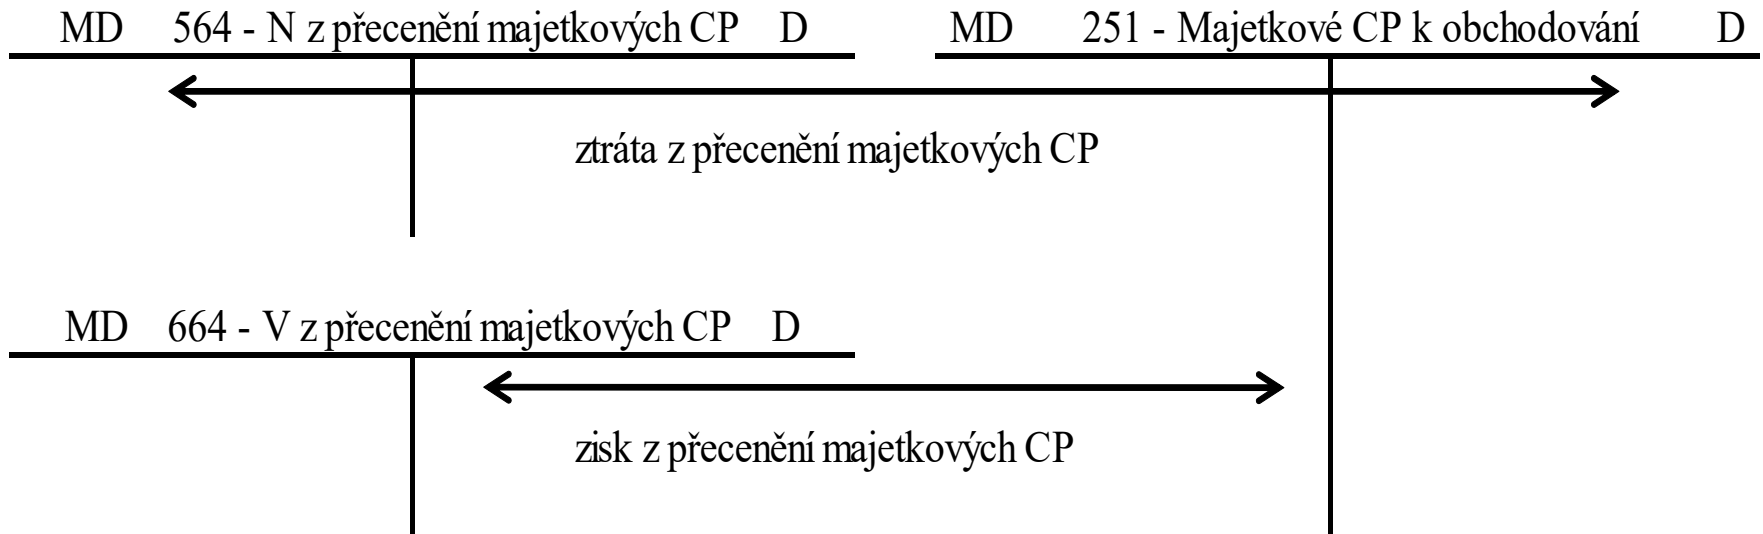 MD 564 - N z přecenění majetkových CP D MD 251 - Majetkové CP k obchodování D
ztráta z přecenění majetkových CP
MD 664 - V z přecenění majetkových CP D
zisk z přecenění majetkových CP